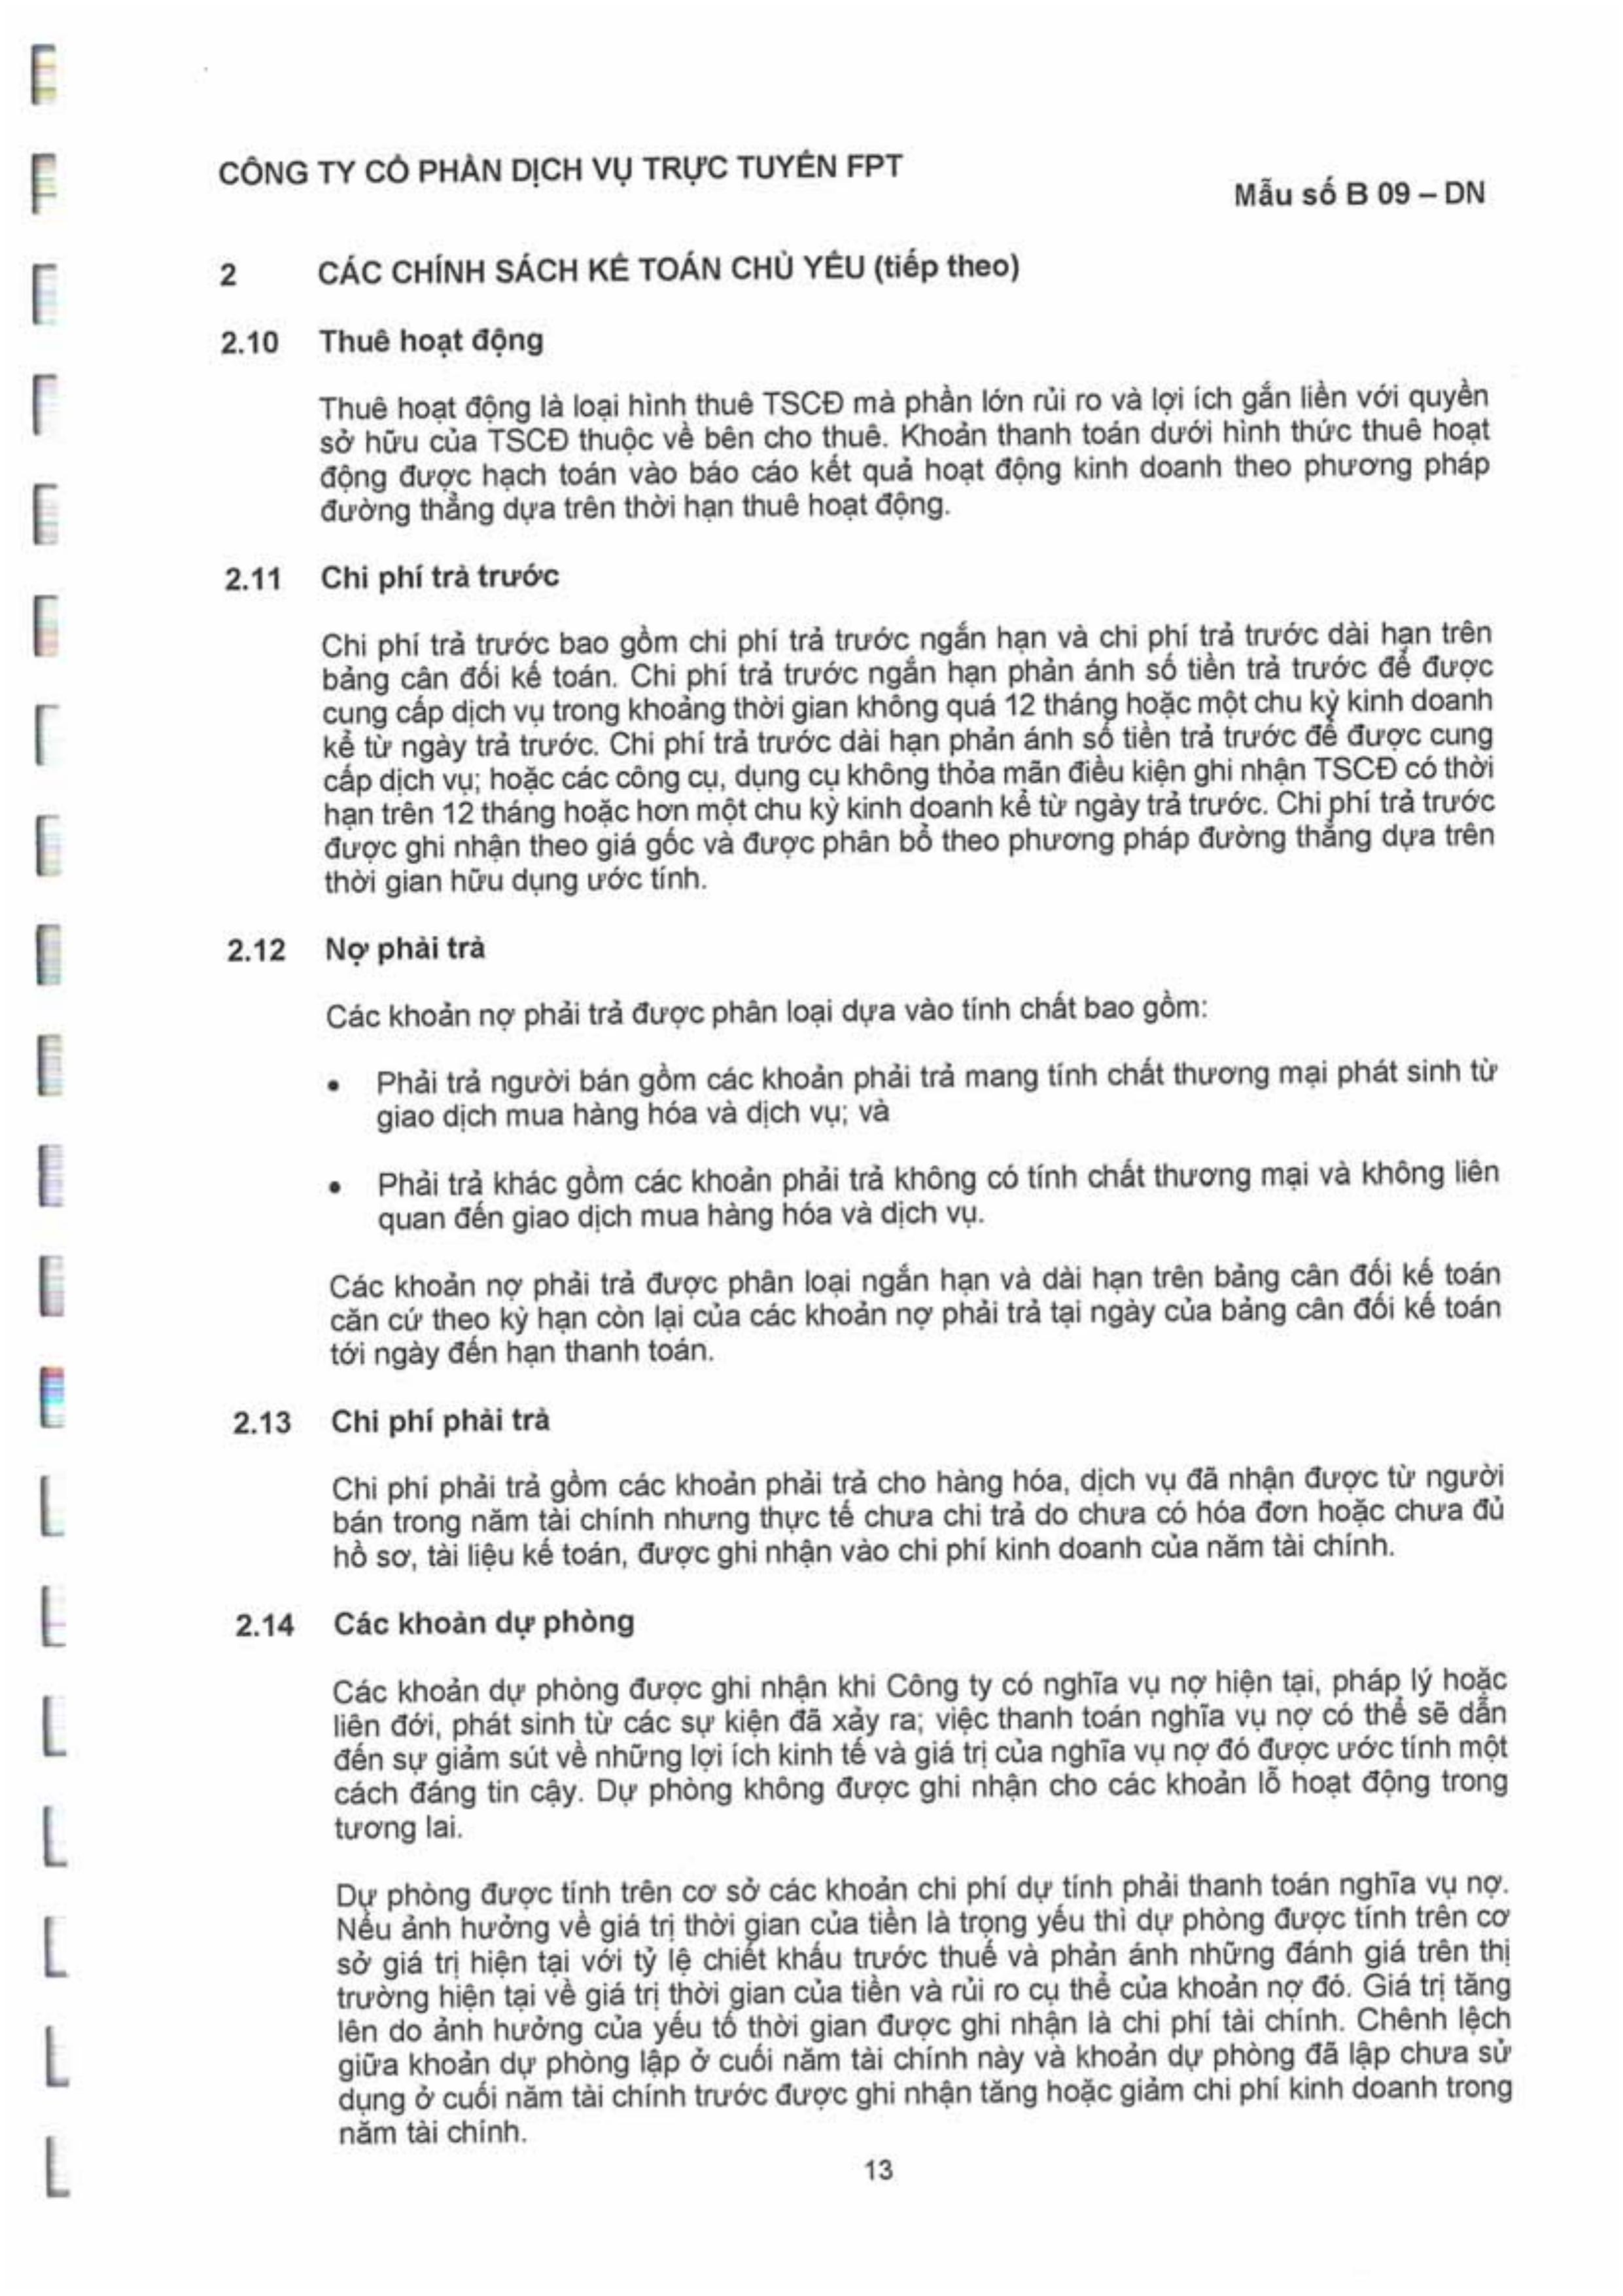 CÔNG TY CỔ PHẦN DỊCH VỤ TRỰC TUYẾN FPT
Mẫu số B 09 – DN
2 CÁC CHÍNH SÁCH KẾ TOÁN CHỦ YẾU (tiếp theo)
2.10 Thuê hoạt động
Thuê hoạt động là loại hình thuê TSCĐ mà phần lớn rủi ro và lợi ích gắn liền với quyền
sở hữu của TSCĐ thuộc về bên cho thuê. Khoản thanh toán dưới hình thức thuê hoạt
động được hạch toán vào báo cáo kết quả hoạt động kinh doanh theo phương pháp
đường thẳng dựa trên thời hạn thuê hoạt động.
2.11 Chi phí trả trước
Chi phí trả trước bao gồm chi phí trả trước ngắn hạn và chi phí trả trước dài hạn trên
bảng cân đối kế toán. Chi phí trả trước ngắn hạn phản ánh số tiền trả trước để được
cung cấp dịch vụ trong khoảng thời gian không quá 12 tháng hoặc một chu kỳ kinh doanh
kể từ ngày trả trước. Chi phí trả trước dài hạn phản ánh số tiền trả trước để được cung
cấp dịch vụ; hoặc các công cụ, dụng cụ không thỏa mãn điều kiện ghi nhận TSCĐ có thời
hạn trên 12 tháng hoặc hơn một chu kỳ kinh doanh kể từ ngày trả trước. Chi phí trả trước
được ghi nhận theo giá gốc và được phân bổ theo phương pháp đường thẳng dựa trên
thời gian hữu dụng ước tính.
2.12 Nợ phải trả
Các khoản nợ phải trả được phân loại dựa vào tính chất bao gồm:
• Phải trả người bán gồm các khoản phải trả mang tính chất thương mại phát sinh từ
giao dịch mua hàng hóa và dịch vụ; và
• Phải trả khác gồm các khoản phải trả không có tính chất thương mại và không liên
quan đến giao dịch mua hàng hóa và dịch vụ.
Các khoản nợ phải trả được phân loại ngắn hạn và dài hạn trên bảng cân đối kế toán
căn cứ theo kỳ hạn còn lại của các khoản nợ phải trả tại ngày của bảng cân đối kế toán
tới ngày đến hạn thanh toán.
2.13 Chi phí phải trả
Chi phí phải trả gồm các khoản phải trả cho hàng hóa, dịch vụ đã nhận được từ người
bán trong năm tài chính nhưng thực tế chưa chi trả do chưa có hóa đơn hoặc chưa đủ
hồ sơ, tài liệu kế toán, được ghi nhận vào chi phí kinh doanh của năm tài chính.
2.14 Các khoản dự phòng
Các khoản dự phòng được ghi nhận khi Công ty có nghĩa vụ nợ hiện tại, pháp lý hoặc
liên đới, phát sinh từ các sự kiện đã xảy ra; việc thanh toán nghĩa vụ nợ có thể sẽ dẫn
đến sự giảm sút về những lợi ích kinh tế và giá trị của nghĩa vụ nợ đó được ước tính một
cách đáng tin cậy. Dự phòng không được ghi nhận cho các khoản lỗ hoạt động trong
tương lai.
Dự phòng được tính trên cơ sở các khoản chi phí dự tính phải thanh toán nghĩa vụ nợ.
Nếu ảnh hưởng về giá trị thời gian của tiền là trọng yếu thì dự phòng được tính trên cơ
sở giá trị hiện tại với tỷ lệ chiết khấu trước thuế và phản ánh những đánh giá trên thị
trường hiện tại về giá trị thời gian của tiền và rủi ro cụ thể của khoản nợ đó. Giá trị tăng
lên do ảnh hưởng của yếu tố thời gian được ghi nhận là chi phí tài chính. Chênh lệch
giữa khoản dự phòng lập ở cuối năm tài chính này và khoản dự phòng đã lập chưa sử
dụng ở cuối năm tài chính trước được ghi nhận tăng hoặc giảm chi phí kinh doanh trong
năm tài chính.
13